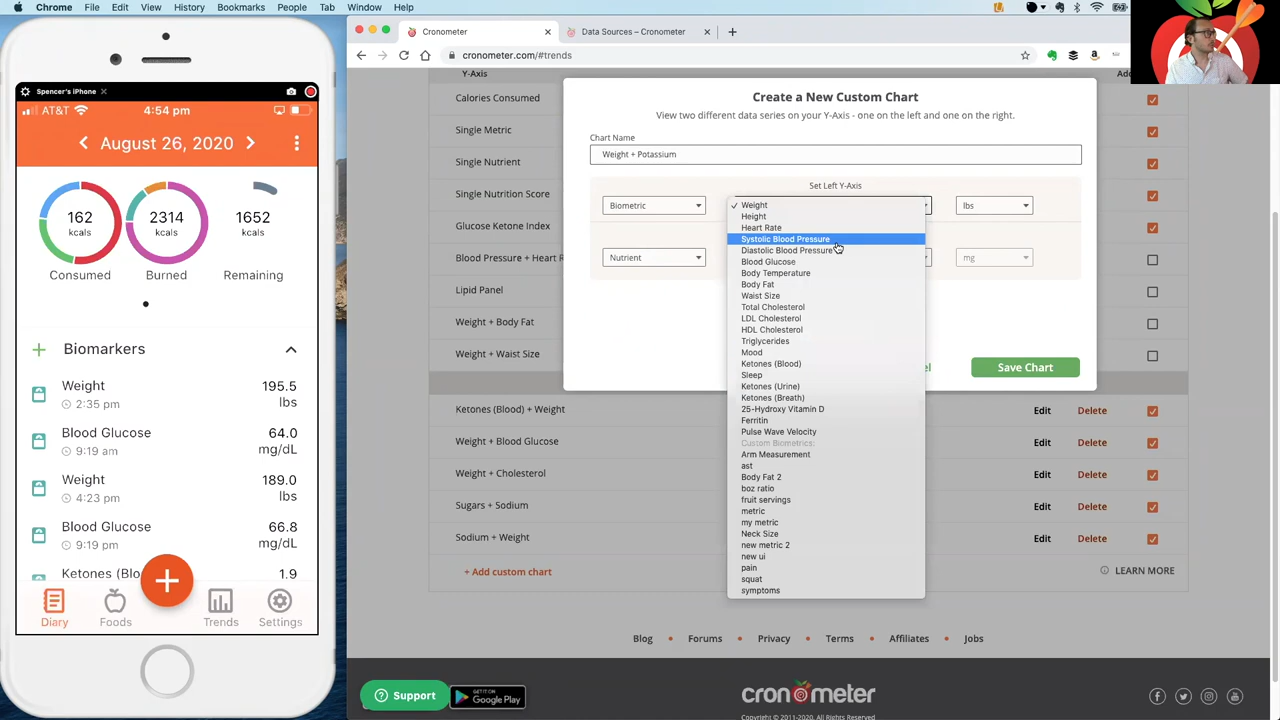 Chrome File Edit View History Bookmarks People Tab Window Help
Spencer's iPhone
AT&T 4:54 pm
August 26, 2020
162 kcals
2314 kcals
1652 kcals
Consumed Burned Remaining
Biomarkers
Weight 195.5
2:35 pm lbs
Blood Glucose 64.0
9:19 am mg/dL
Weight 189.0
4:23 pm lbs
Blood Glucose 66.8
9:19 pm mg/dL
Ketones (Blo 1.9
Diary Foods Trends Settings
Cronometer
Data Sources – Cronometer
cronometer.com/#trends
Y-Axis
Calories Consumed
Single Metric
Single Nutrient
Single Nutrition Score
Glucose Ketone Index
Blood Pressure + Heart R
Lipid Panel
Weight + Body Fat
Weight + Waist Size
Ketones (Blood) + Weight Edit Delete
Weight + Blood Glucose Edit Delete
Weight + Cholesterol Edit Delete
Sugars + Sodium Edit Delete
Sodium + Weight Edit Delete
+ Add custom chart
LEARN MORE
Create a New Custom Chart
View two different data series on your Y-Axis - one on the left and one on the right.
Chart Name
Weight + Potassium
Set Left Y-Axis
Biometric
lbs
Nutrient
mg
Save Chart
Weight
Height
Heart Rate
Systolic Blood Pressure
Diastolic Blood Pressure
Blood Glucose
Body Temperature
Body Fat
Waist Size
Total Cholesterol
LDL Cholesterol
HDL Cholesterol
Triglycerides
Mood
Ketones (Blood)
Sleep
Ketones (Urine)
Ketones (Breath)
25-Hydroxy Vitamin D
Ferritin
Pulse Wave Velocity
Custom Biometrics:
Arm Measurement
ast
Body Fat 2
boz ratio
fruit servings
metric
my metric
Neck Size
new metric 2
new ui
pain
squat
symptoms
Blog Forums Privacy Terms Affiliates Jobs
Support
GET IT ON
Google Play
cronometer
Copyright © 2011-2020. All rights reserved.